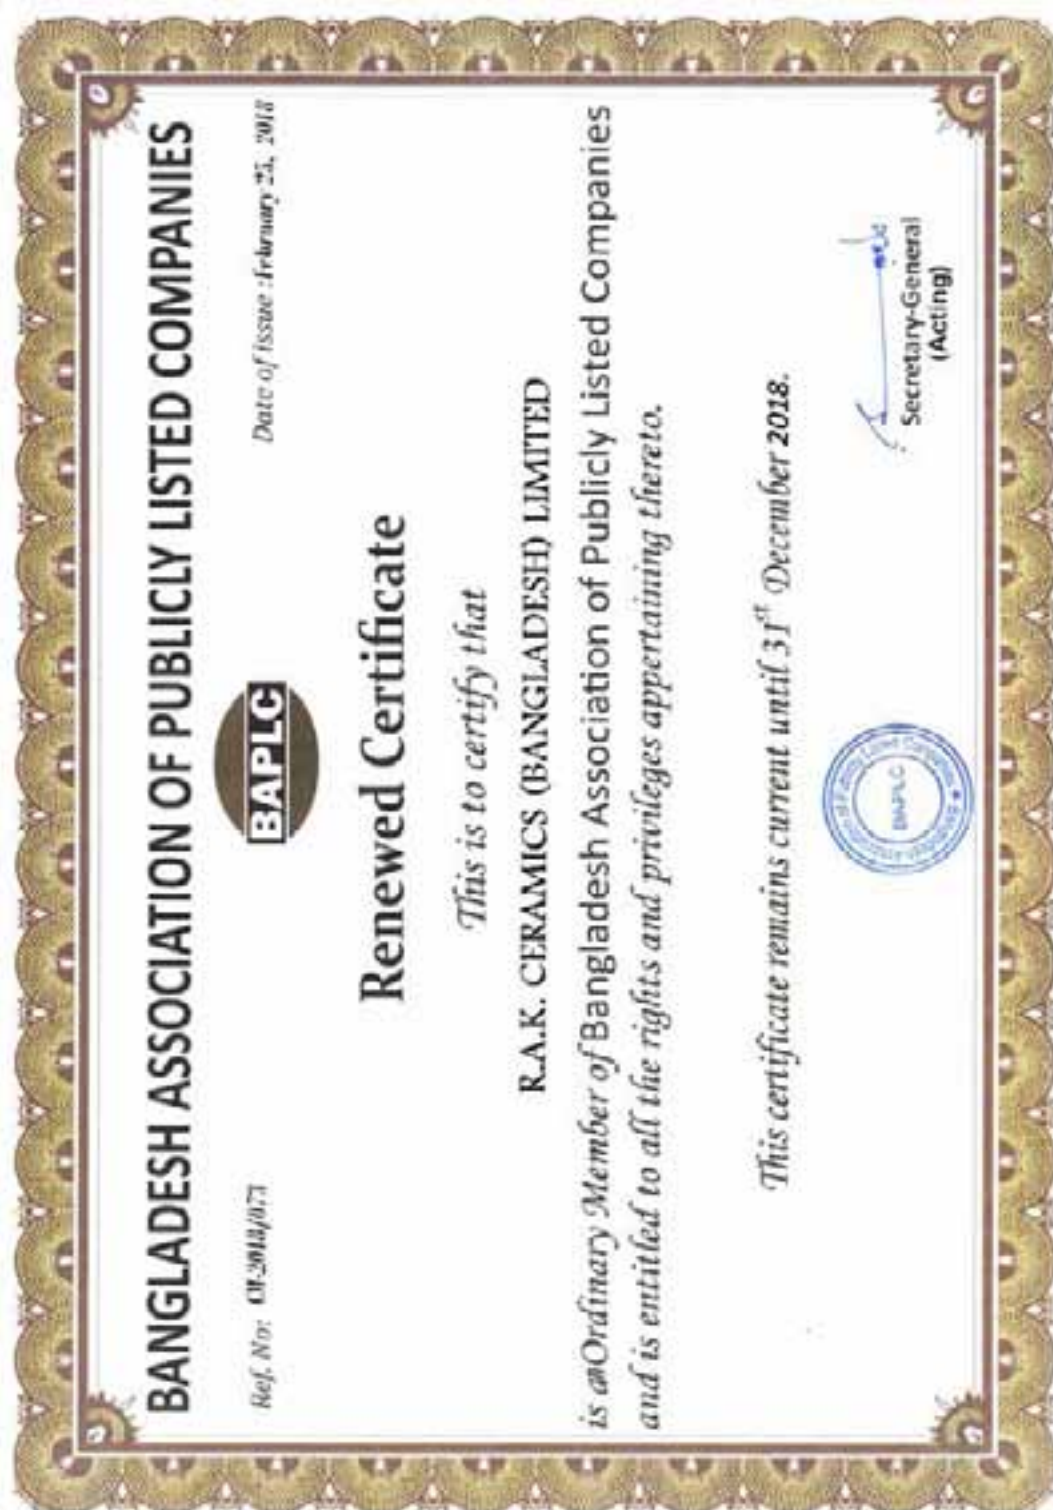 BANGLADESH ASSOCIATION OF PUBLICLY LISTED COMPANIES
Ref. No: Date of issue : February 25, 2018
BAPLC
Renewed Certificate
This is to certify that
R.A.K. CERAMICS (BANGLADESH) LIMITED
is an Ordinary Member of Bangladesh Association of Publicly Listed Companies
and is entitled to all the rights and privileges appertaining thereto.
This certificate remains current until 31st December 2018.
BAPLC
Secretary-General
(Acting)